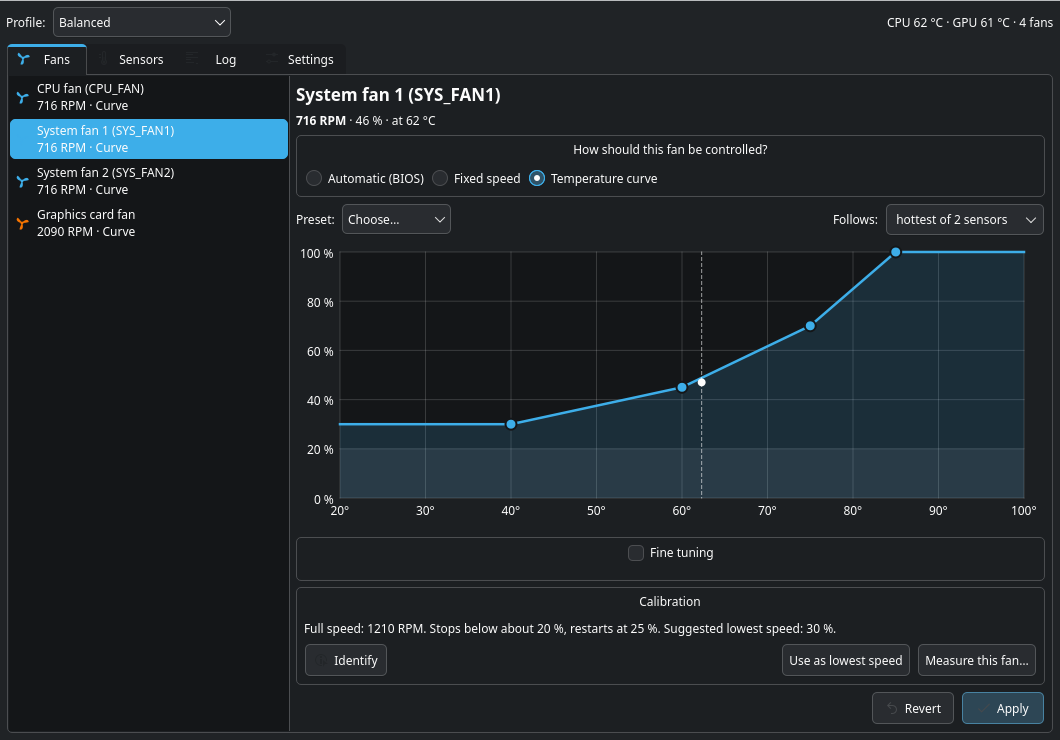 Profile: Balanced CPU 62 °C · GPU 61 °C · 4 fans
Fans Sensors Log Settings
CPU fan (CPU_FAN)
716 RPM · Curve
System fan 1 (SYS_FAN1)
716 RPM · Curve
System fan 2 (SYS_FAN2)
716 RPM · Curve
Graphics card fan
2090 RPM · Curve
System fan 1 (SYS_FAN1)
716 RPM · 46 % · at 62 °C
How should this fan be controlled?
Automatic (BIOS) Fixed speed Temperature curve
Preset: Choose... Follows: hottest of 2 sensors
100 %
80 %
60 %
40 %
20 %
0 %
20° 30° 40° 50° 60° 70° 80° 90° 100°
Fine tuning
Calibration
Full speed: 1210 RPM. Stops below about 20 %, restarts at 25 %. Suggested lowest speed: 30 %.
Identify Use as lowest speed Measure this fan...
Revert Apply